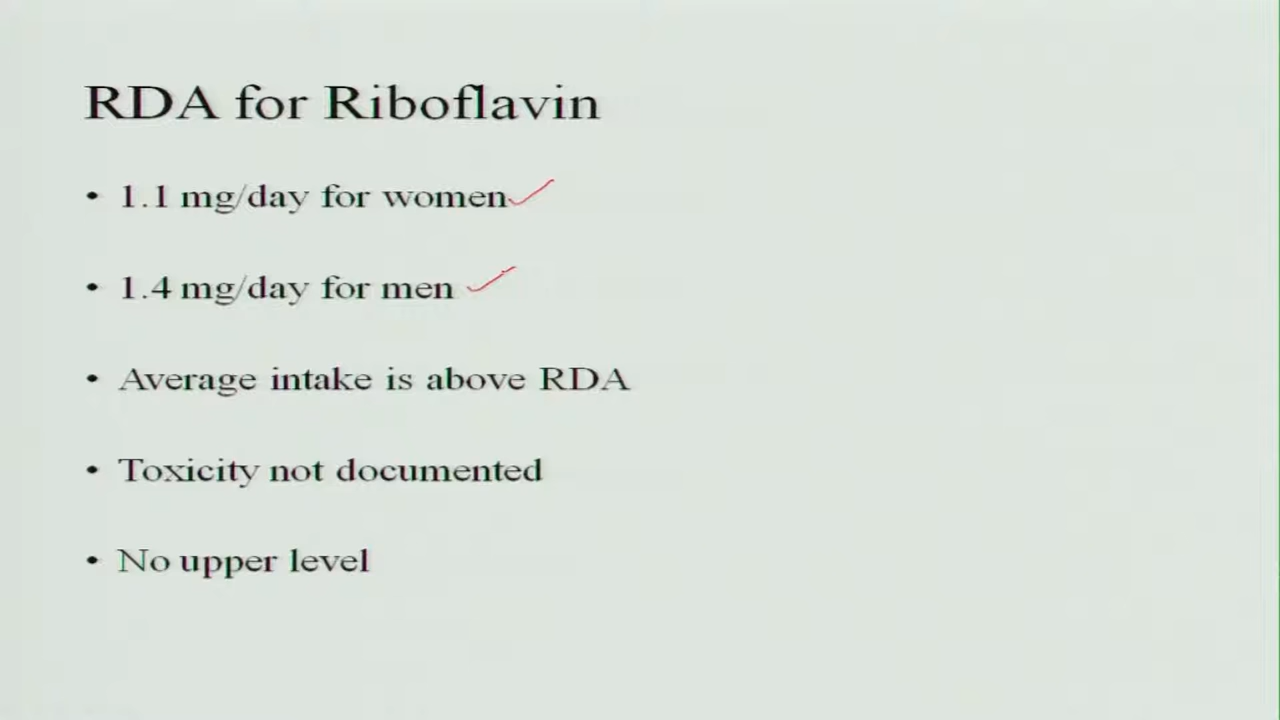 RDA for Riboflavin
• 1.1 mg/day for women
• 1.4 mg/day for men
• Average intake is above RDA
• Toxicity not documented
• No upper level